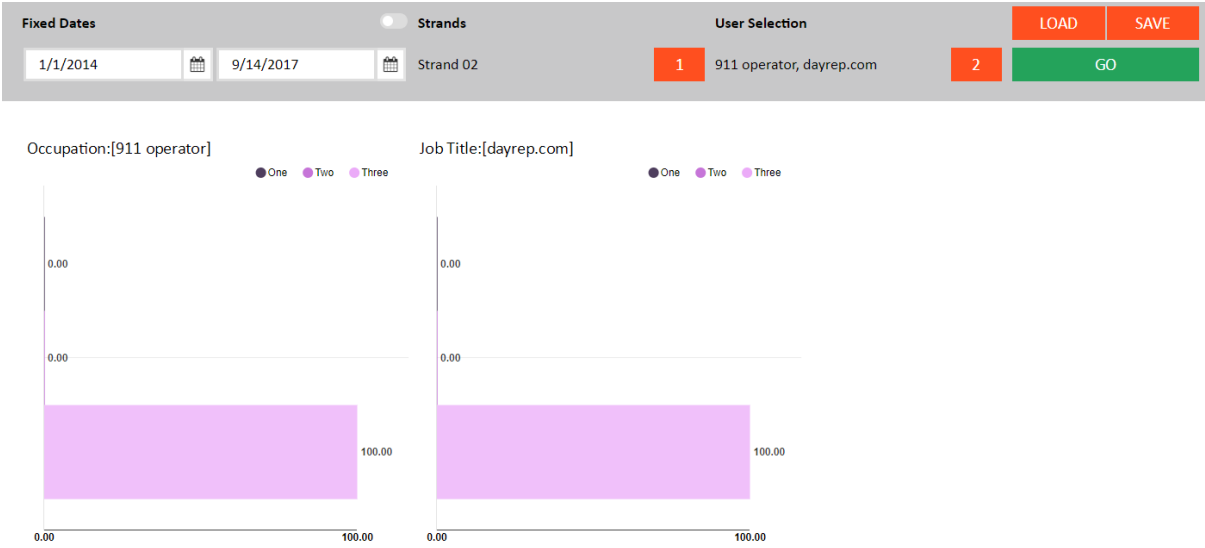 Fixed Dates Strands User Selection LOAD SAVE
1/1/2014 9/14/2017 Strand 02 1 911 operator, dayrep.com 2 GO
Occupation:[911 operator] Job Title:[dayrep.com]
One Two Three One Two Three
0.00 0.00
0.00 0.00
100.00 100.00
0.00 100.00 0.00 100.00